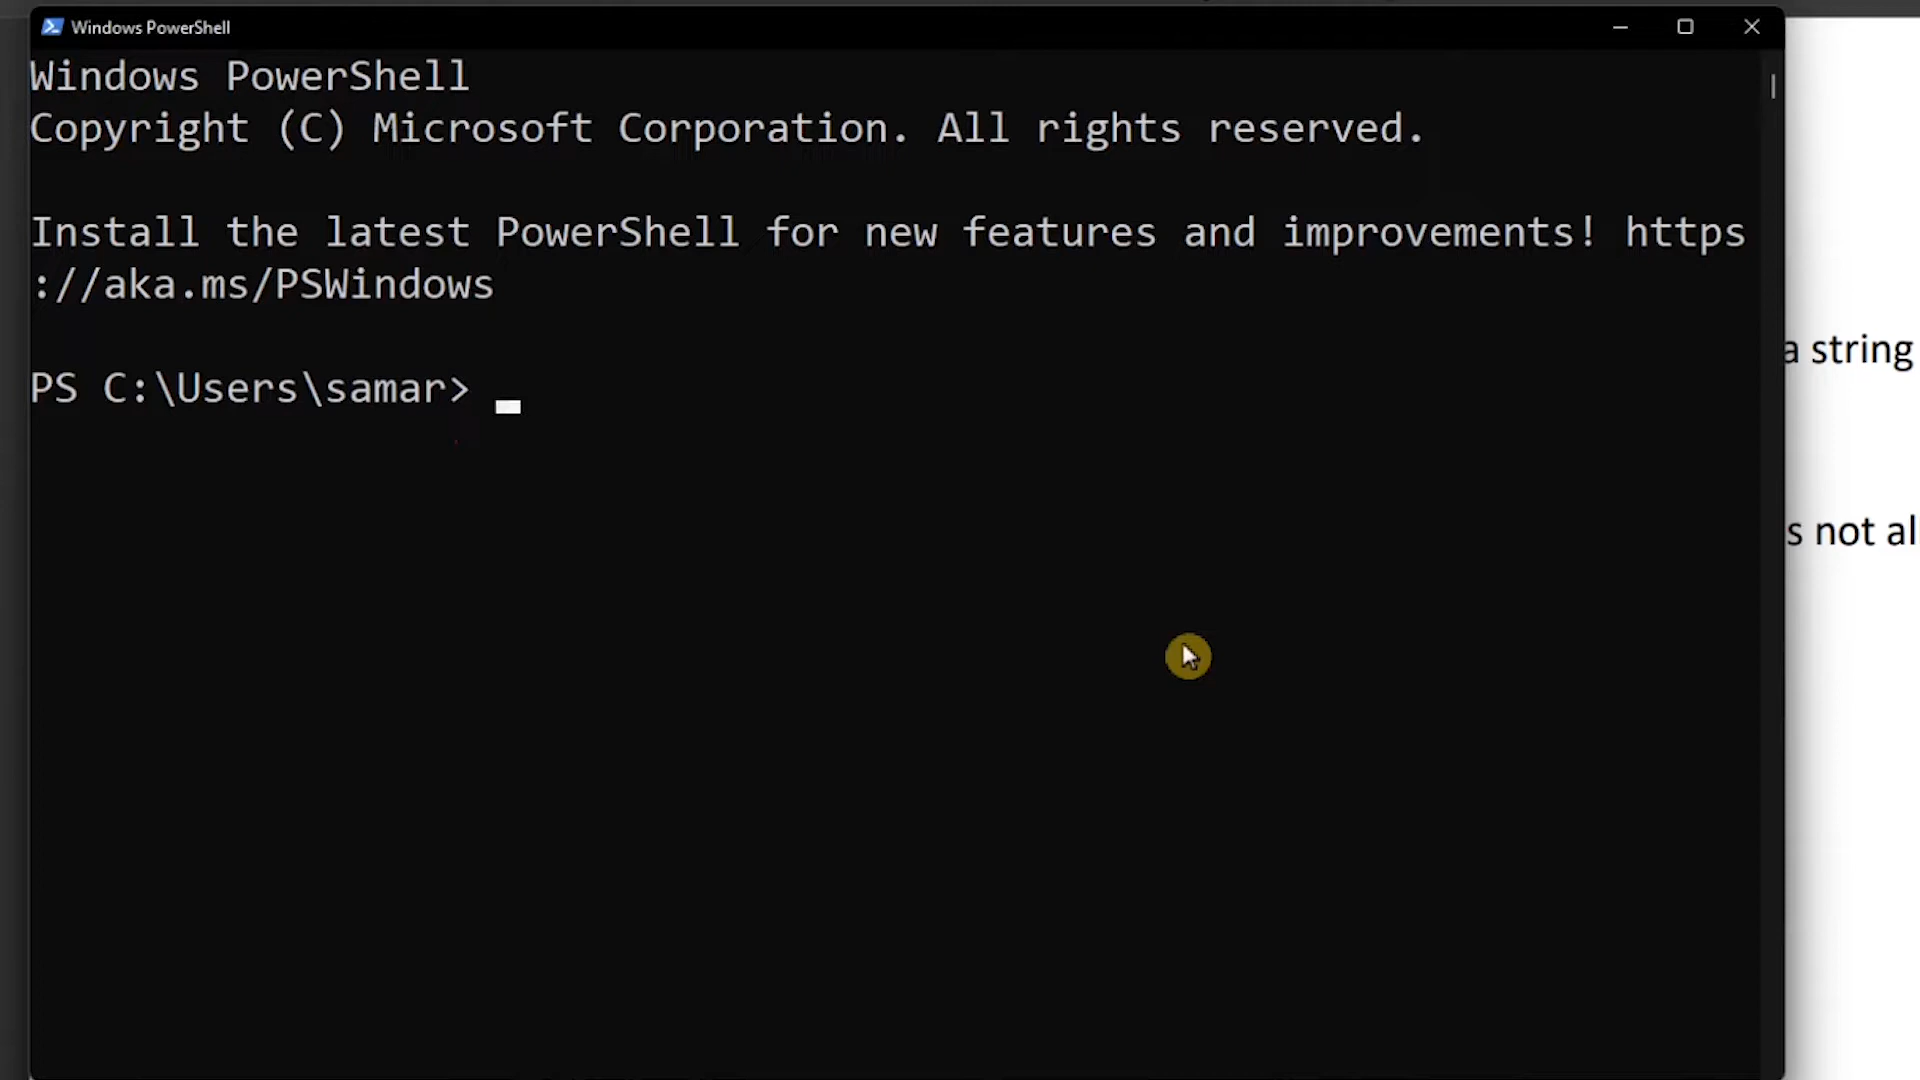 Windows PowerShell
Windows PowerShell
Copyright (C) Microsoft Corporation. All rights reserved.
Install the latest PowerShell for new features and improvements! https
://aka.ms/PSWindows
a string
PS C:\Users\samar>
s not al